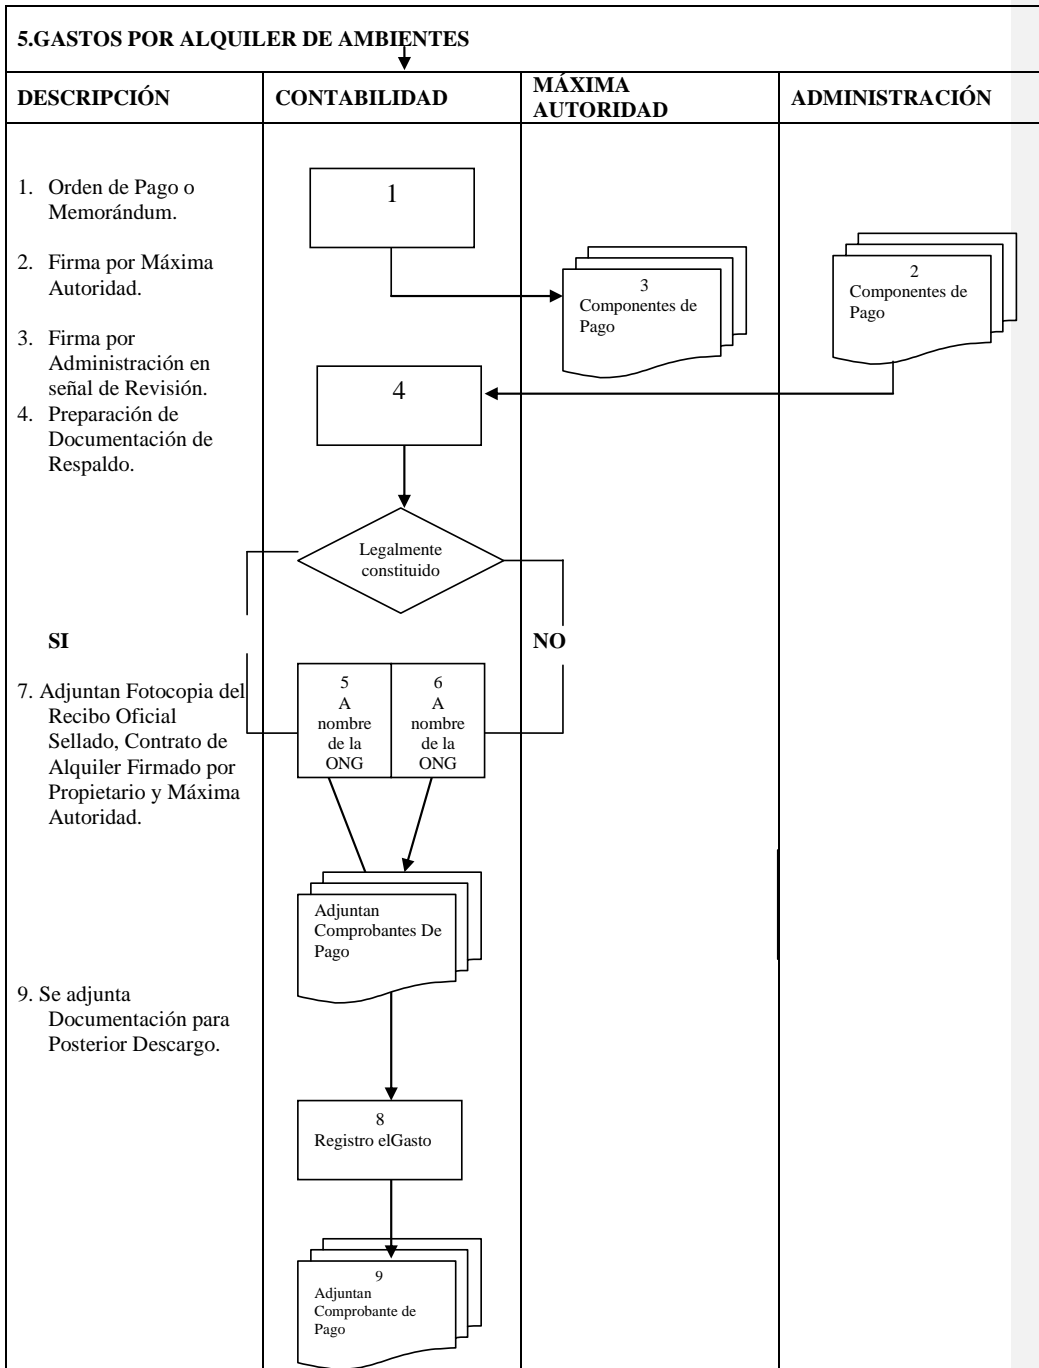 5.GASTOS POR ALQUILER DE AMBIENTES
DESCRIPCIÓN
CONTABILIDAD
MÁXIMA
AUTORIDAD
ADMINISTRACIÓN
1. Orden de Pago o
Memorándum.
2. Firma por Máxima
Autoridad.
3. Firma por
Administración en
señal de Revisión.
4. Preparación de
Documentación de
Respaldo.
1
3
Componentes de
Pago
2
Componentes de
Pago
4
Legalmente
constituido
SI
NO
7. Adjuntan Fotocopia del
Recibo Oficial
Sellado, Contrato de
Alquiler Firmado por
Propietario y Máxima
Autoridad.
5
A
nombre
de la
ONG
6
A
nombre
de la
ONG
Adjuntan
Comprobantes De
Pago
9. Se adjunta
Documentación para
Posterior Descargo.
8
Registro elGasto
9
Adjuntan
Comprobante de
Pago